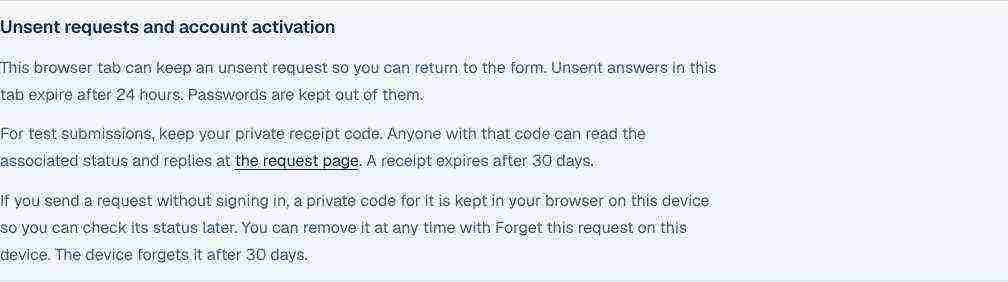 Unsent requests and account activation
This browser tab can keep an unsent request so you can return to the form. Unsent answers in this
tab expire after 24 hours. Passwords are kept out of them.
For test submissions, keep your private receipt code. Anyone with that code can read the
associated status and replies at the request page. A receipt expires after 30 days.
If you send a request without signing in, a private code for it is kept in your browser on this device
so you can check its status later. You can remove it at any time with Forget this request on this
device. The device forgets it after 30 days.